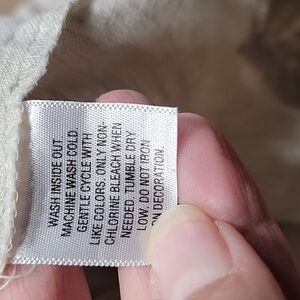 WASH INSIDE OUT
MACHINE WASH COLD.
GENTLE CYCLE WITH
LIKE COLORS. ONLY NON-
CHLORINE BLEACH WHEN
NEEDED. TUMBLE DRY
LOW. DO NOT IRON
ON DECORATION.